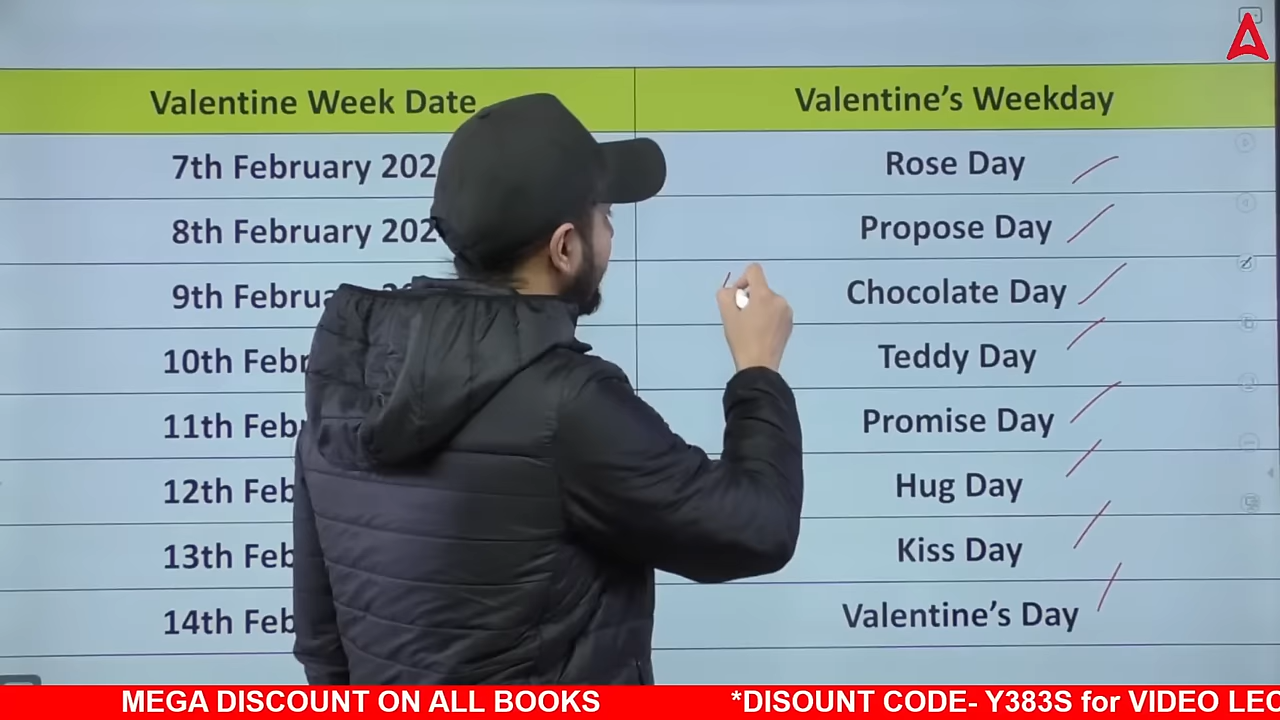 Valentine Week Date Valentine's Weekday
7th February 202 Rose Day
8th February 202 Propose Day
9th Februa Chocolate Day
10th Febr Teddy Day
11th Feb Promise Day
12th Feb Hug Day
13th Feb Kiss Day
14th Feb Valentine's Day
MEGA DISCOUNT ON ALL BOOKS *DISOUNT CODE- Y383S for VIDEO LEC